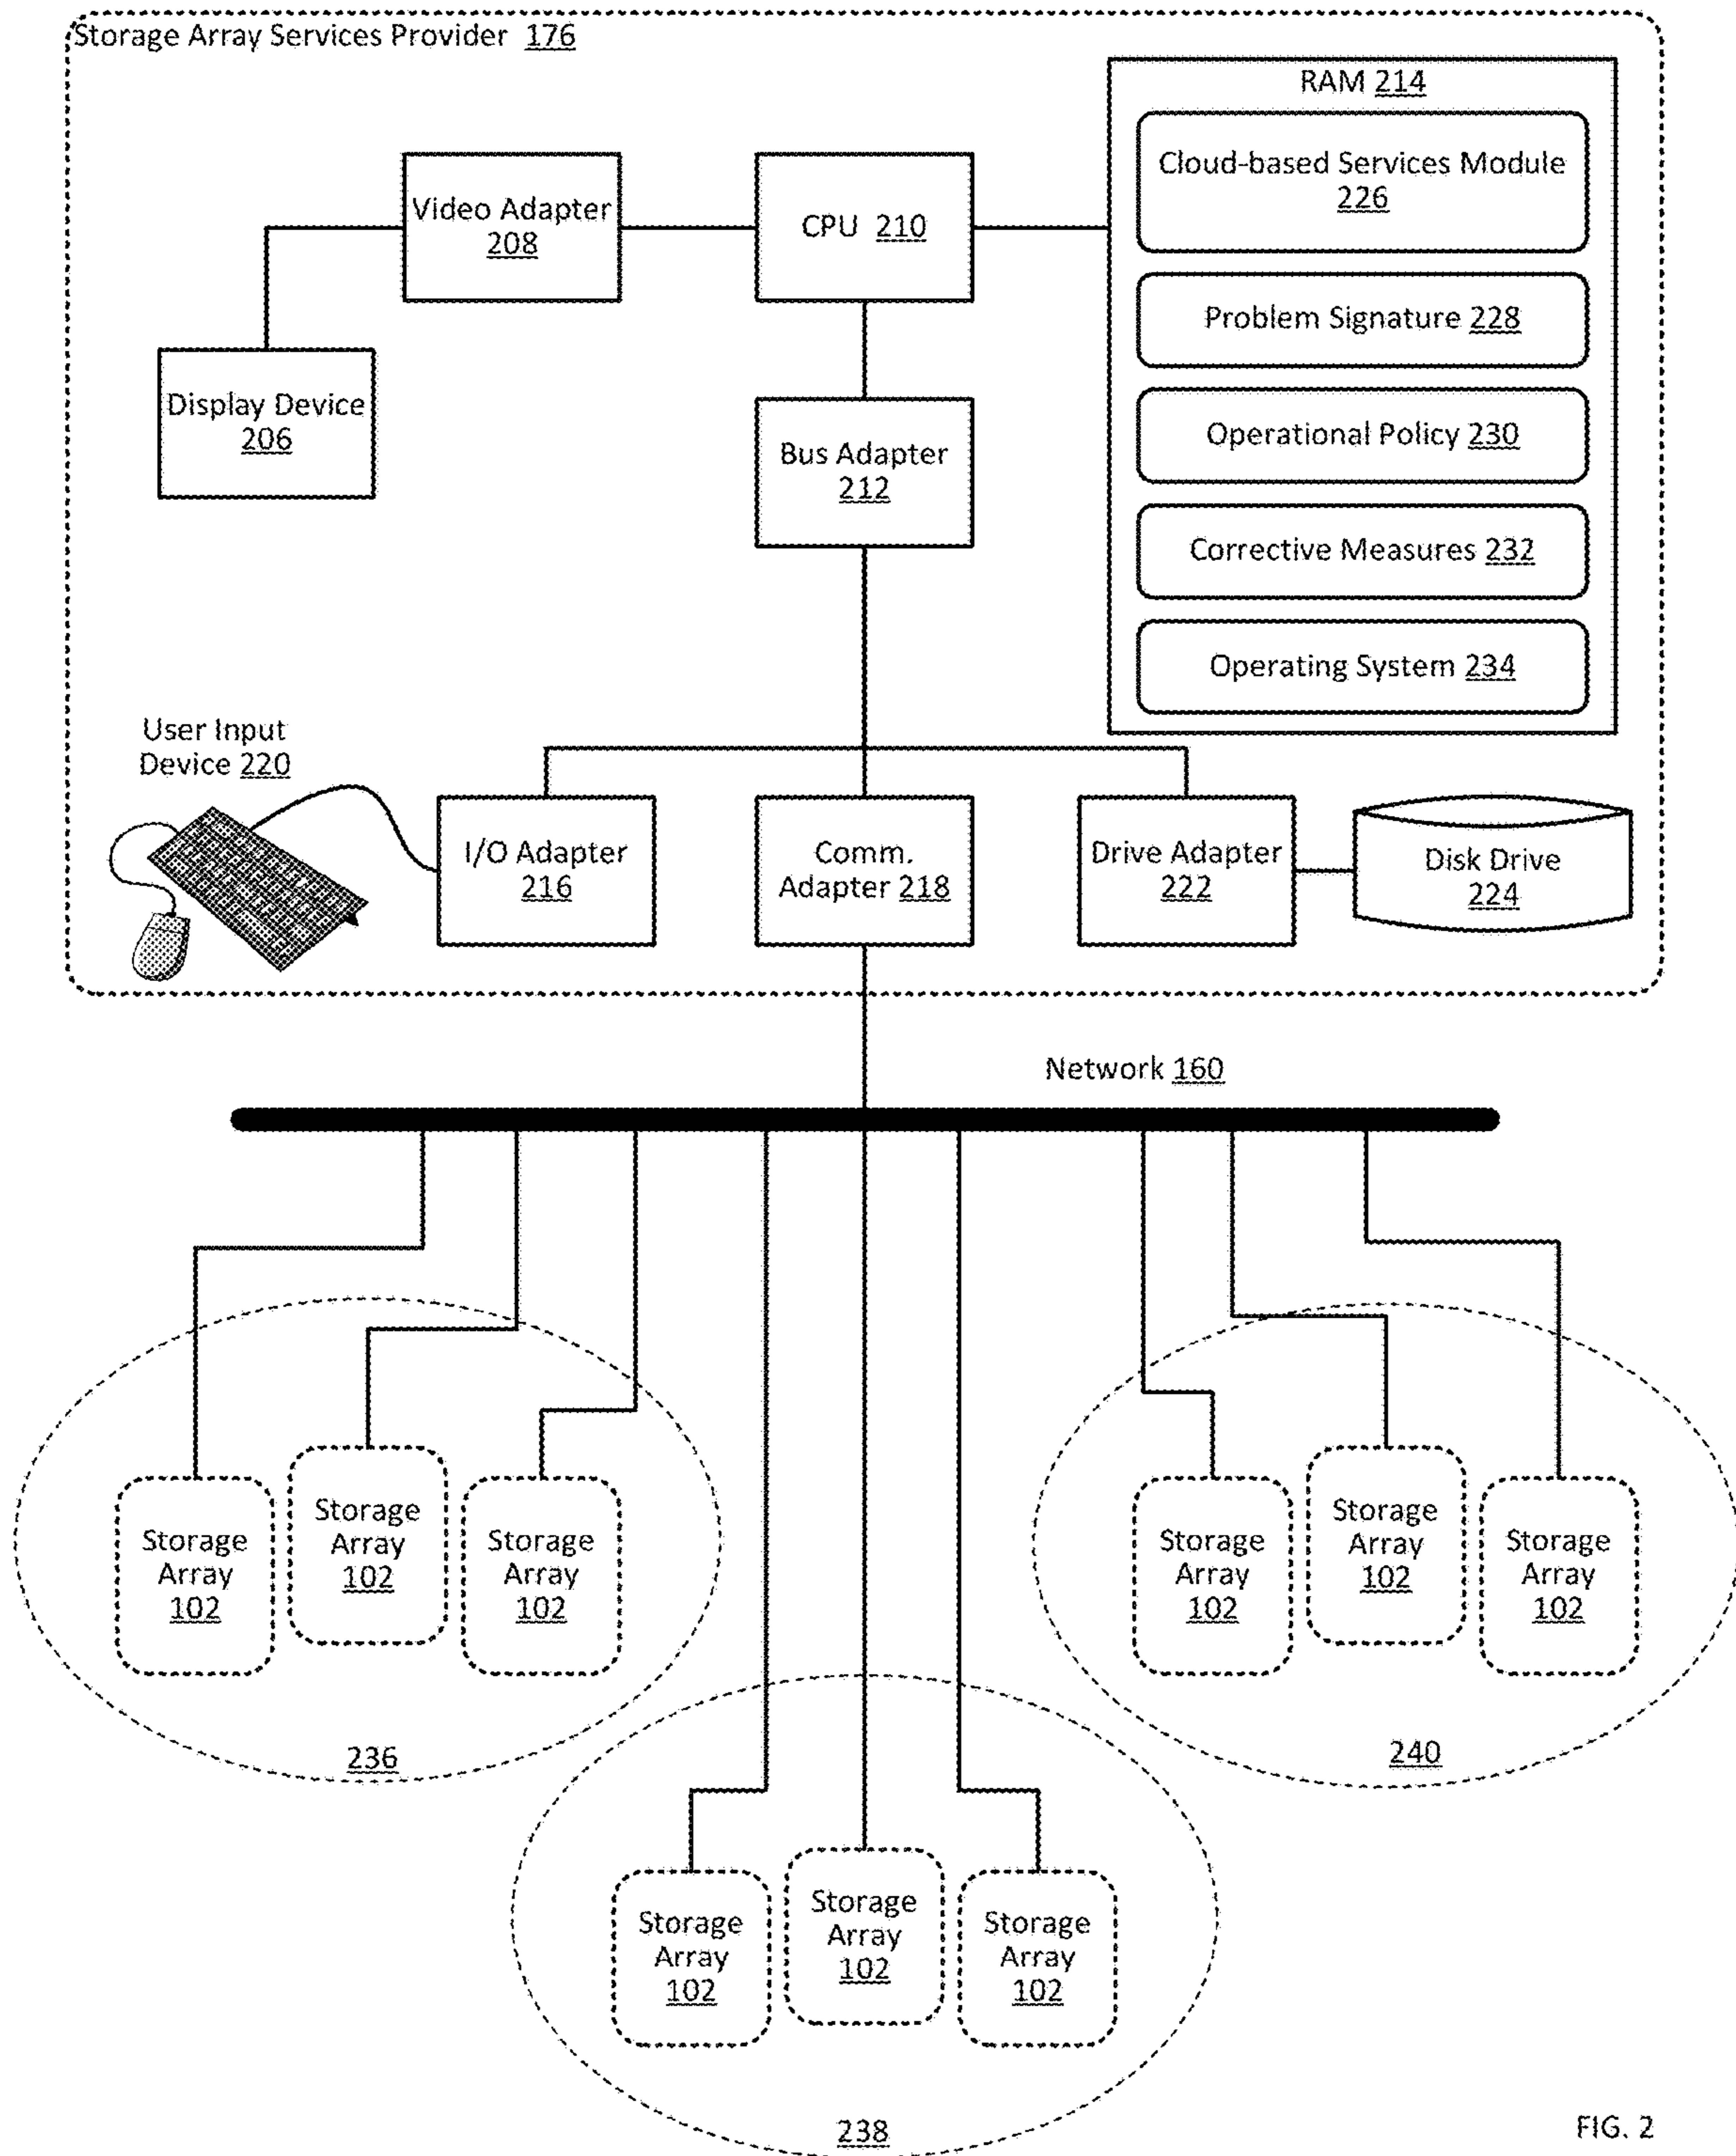 Storage Array Services Provider 176
RAM 214
Cloud-based Services Module
226
Video Adapter
208
CPU 210
Problem Signature 228
Display Device
206
Operational Policy 230
Bus Adapter
212
Corrective Measures 232
Operating System 234
User Input
Device 220
I/O Adapter
216
Comm.
Adapter 218
Drive Adapter
222
Disk Drive
224
Network 160
Storage
Array
102
Storage
Array
102
Storage
Array
102
236
Storage
Array
102
Storage
Array
102
Storage
Array
102
240
Storage
Array
102
Storage
Array
102
Storage
Array
102
238
FIG. 2